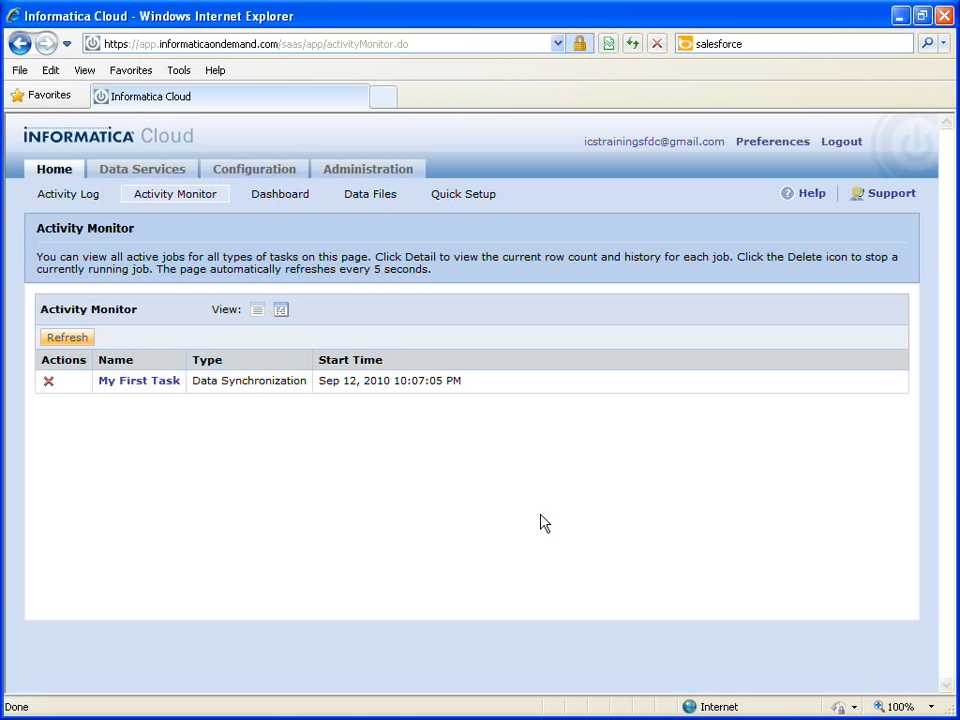 Informatica Cloud - Windows Internet Explorer
https://app.informaticaondemand.com/saas/app/activityMonitor.do
salesforce
File Edit View Favorites Tools Help
Favorites
Informatica Cloud
INFORMATICA Cloud
icstrainingsfdc@gmail.com Preferences Logout
Home Data Services Configuration Administration
Activity Log Activity Monitor Dashboard Data Files Quick Setup Help Support
Activity Monitor
You can view all active jobs for all types of tasks on this page. Click Detail to view the current row count and history for each job. Click the Delete icon to stop a
currently running job. The page automatically refreshes every 5 seconds.
Activity Monitor View:
Refresh
Actions Name Type Start Time
My First Task Data Synchronization Sep 12, 2010 10:07:05 PM
Done Internet 100%